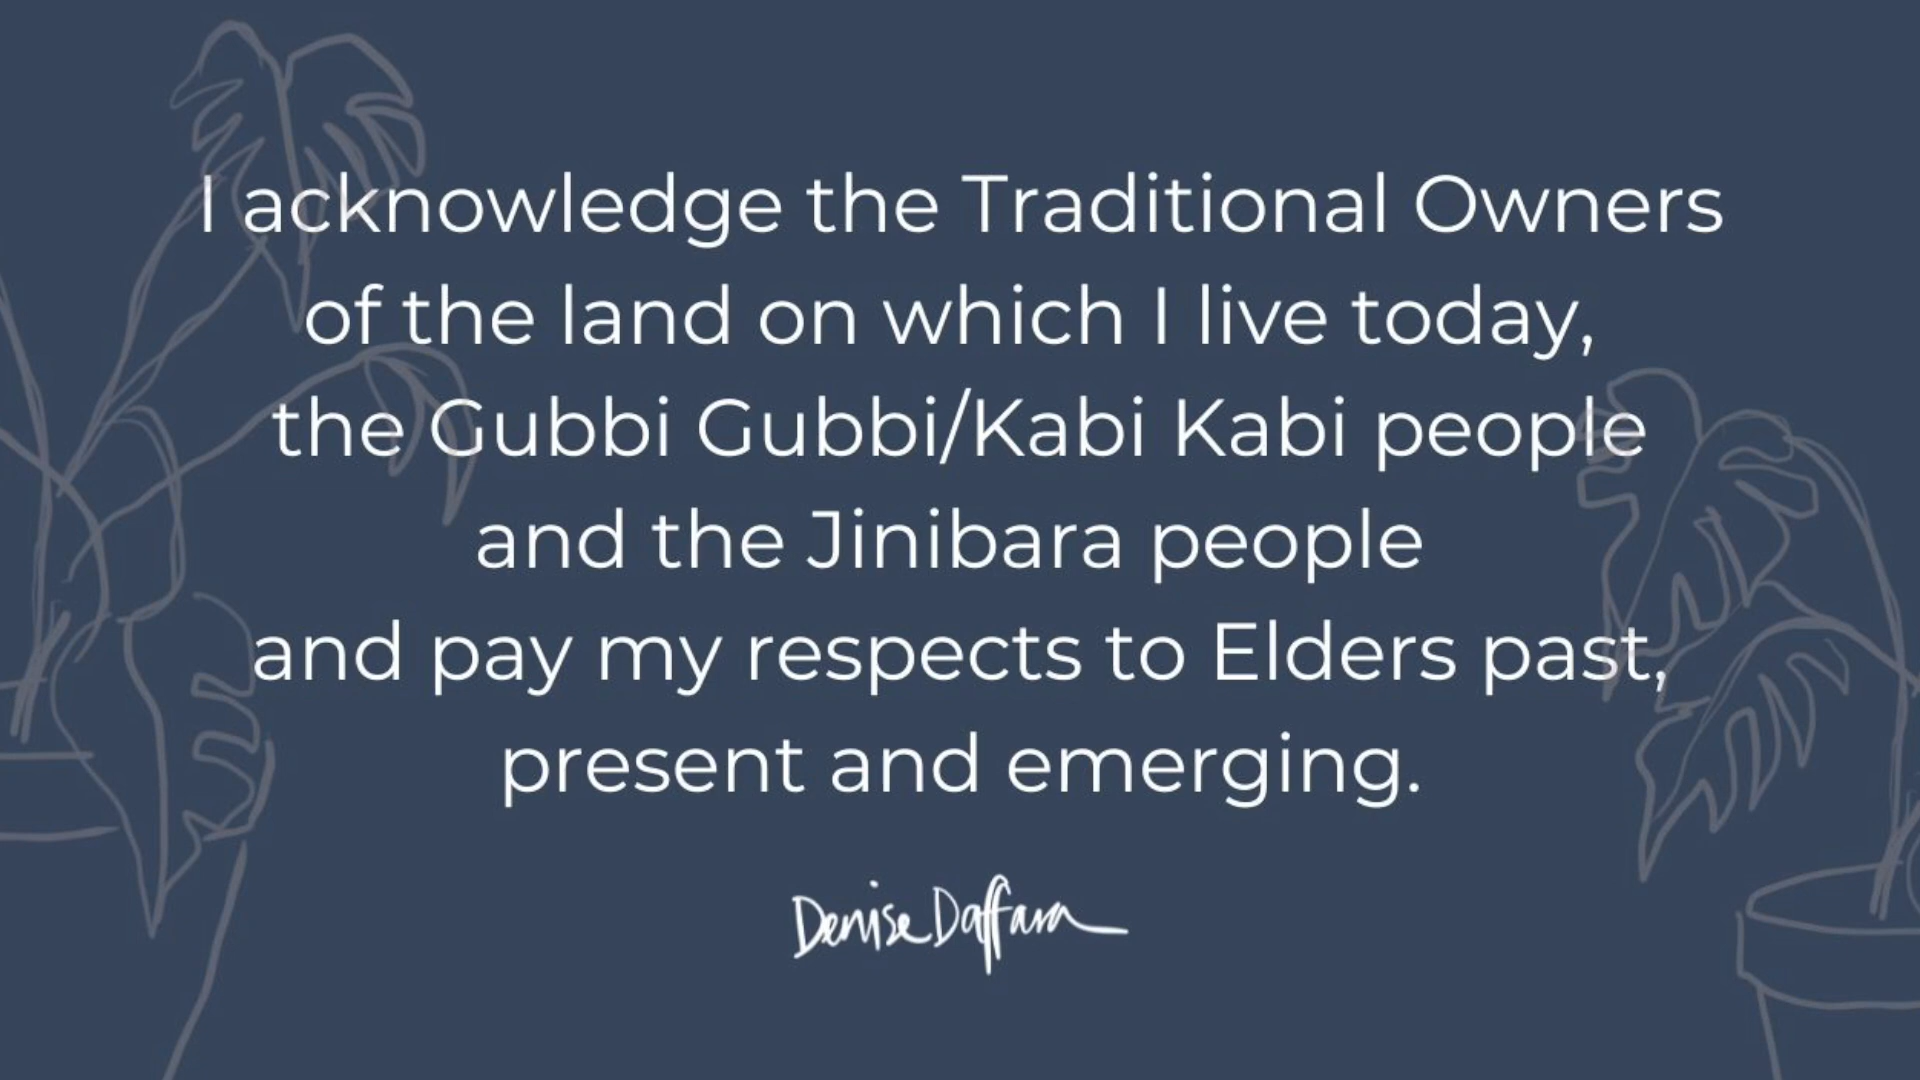 I acknowledge the Traditional Owners
of the land on which I live today,
the Gubbi Gubbi/Kabi Kabi people
and the Jinibara people
and pay my respects to Elders past,
present and emerging.
Denise Daffara